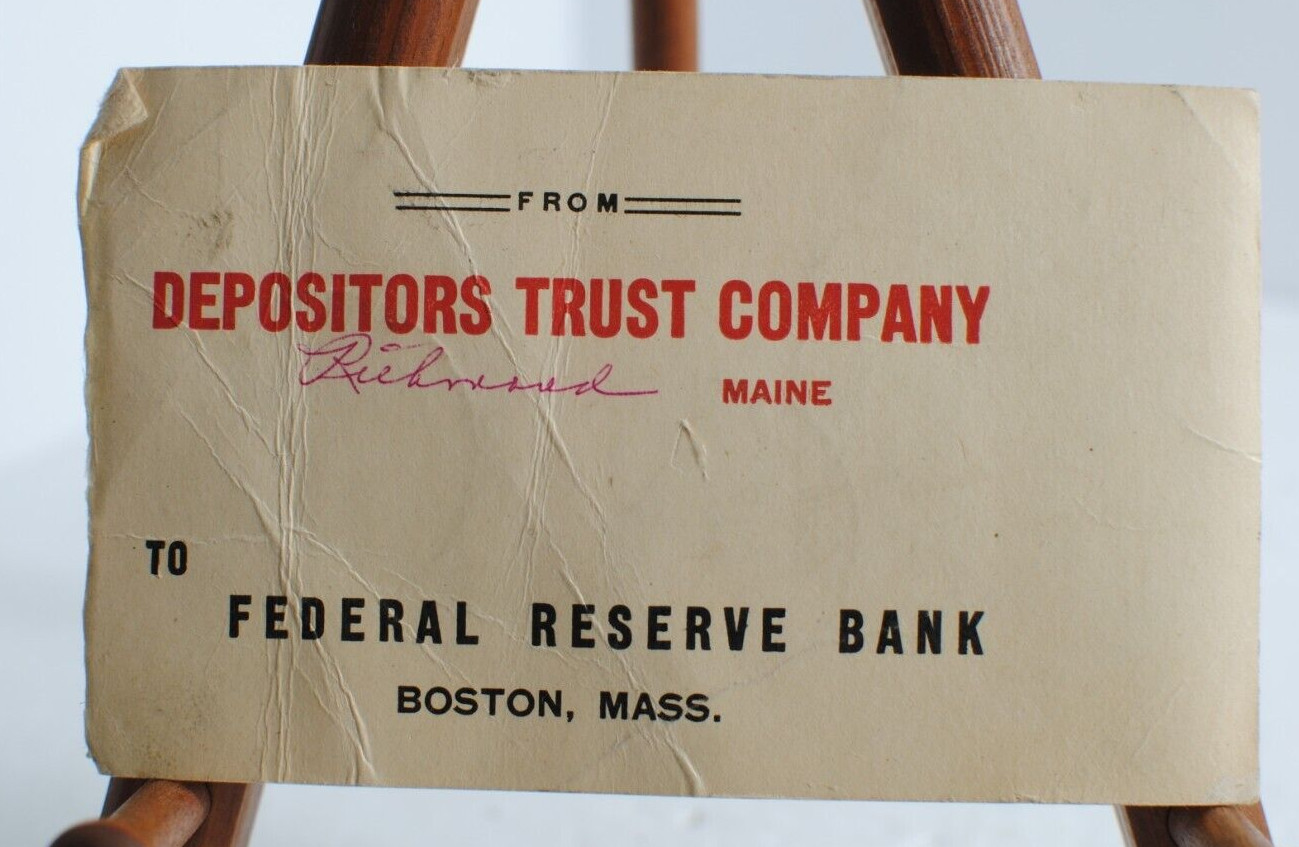 FROM
DEPOSITORS TRUST COMPANY
Richmond MAINE
TO
FEDERAL RESERVE BANK
BOSTON, MASS.